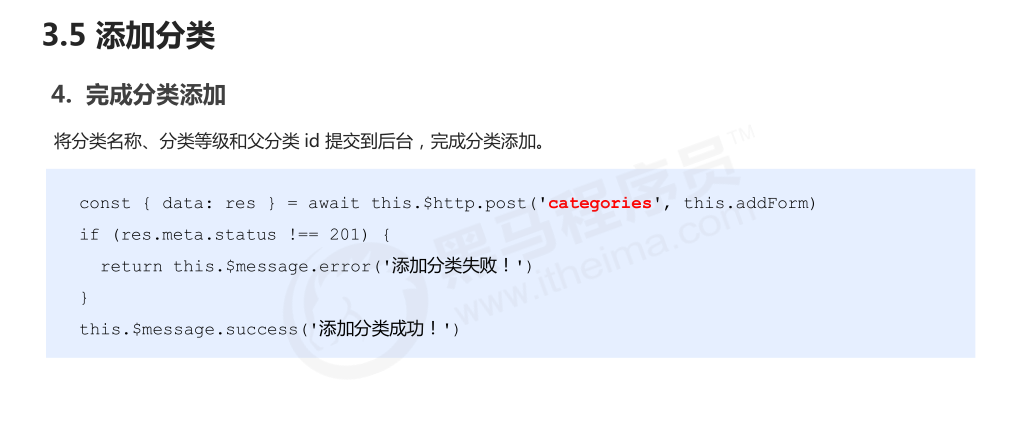 3.5 添加分类
4. 完成分类添加
将分类名称、分类等级和父分类 id 提交到后台，完成分类添加。
const { data: res } = await this.$http.post('categories', this.addForm)
if (res.meta.status !== 201) {
return this.$message.error('添加分类失败！')
}
this.$message.success('添加分类成功！')
黑马程序员™
www.itheima.com